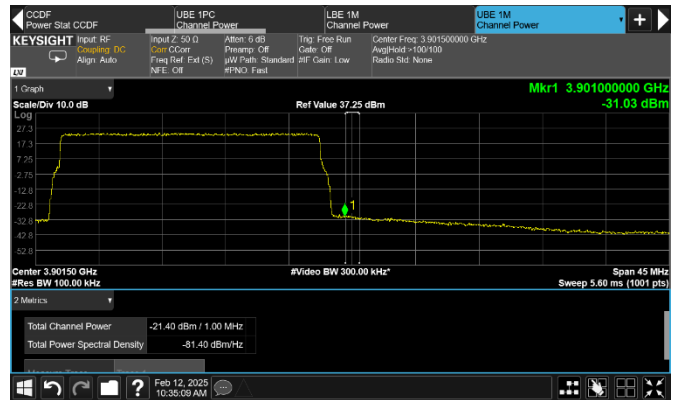 CCDF
Power Stat CCDF
UBE 1PC
Channel Power
LBE 1M
Channel Power
UBE 1M
Channel Power
KEYSIGHT
Input: RF
Coupling: DC
Align: Auto
Input Z: 50 Ω
Corr CCorr
Freq Ref: Ext (S)
NFE: Off
Atten: 6 dB
Preamp: Off
µW Path: Standard
#PNO: Fast
Trig: Free Run
Gate: Off
#IF Gain: Low
Center Freq: 3.901500000 GHz
Avg|Hold:>100/100
Radio Std: None
LXI
1 Graph
Mkr1 3.901000000 GHz
Scale/Div 10.0 dB
Ref Value 37.25 dBm
-31.03 dBm
Log
27.3
17.3
7.25
-2.75
-12.8
-22.8
-32.8
-42.8
-52.8
1
Center 3.90150 GHz
#Video BW 300.00 kHz*
Span 45 MHz
#Res BW 100.00 kHz
Sweep 5.60 ms (1001 pts)
2 Metrics
Total Channel Power -21.40 dBm / 1.00 MHz
Total Power Spectral Density -81.40 dBm/Hz
?
Feb 12, 2025
10:35:09 AM